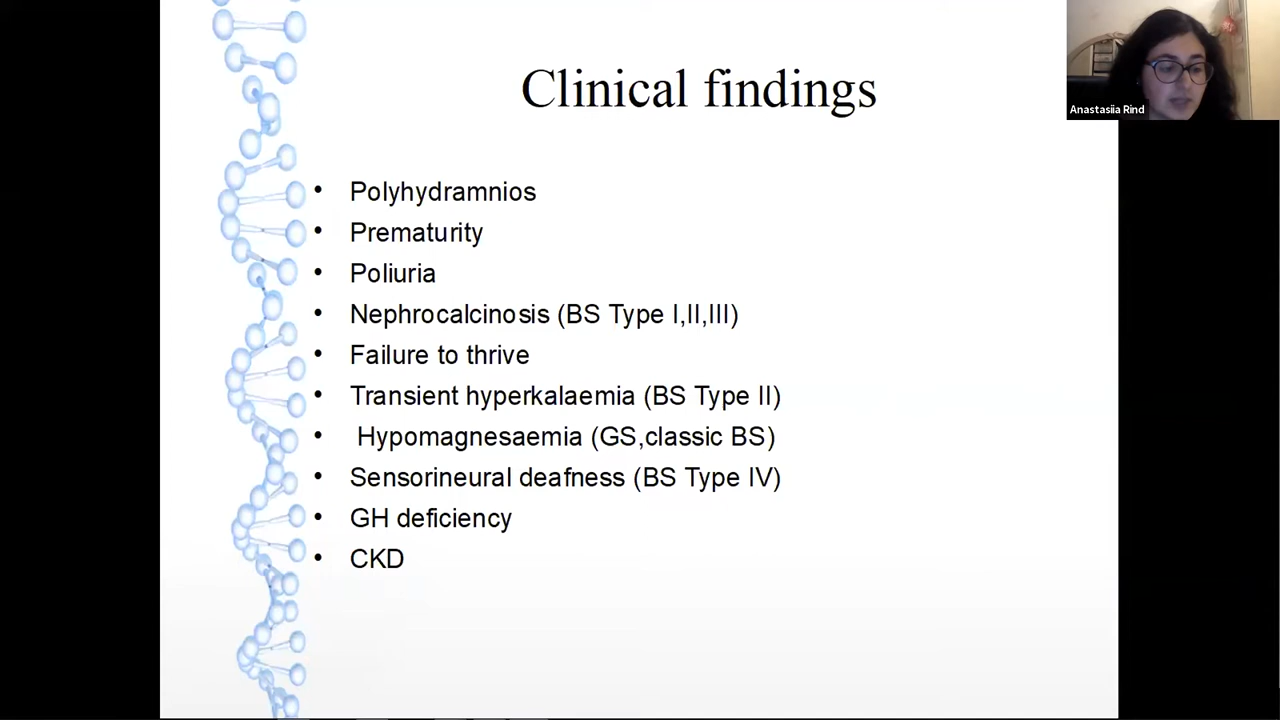 Clinical findings
Anastasiia Rind
• Polyhydramnios
• Prematurity
• Poliuria
• Nephrocalcinosis (BS Type I,II,III)
• Failure to thrive
• Transient hyperkalaemia (BS Type II)
• Hypomagnesaemia (GS,classic BS)
• Sensorineural deafness (BS Type IV)
• GH deficiency
• CKD